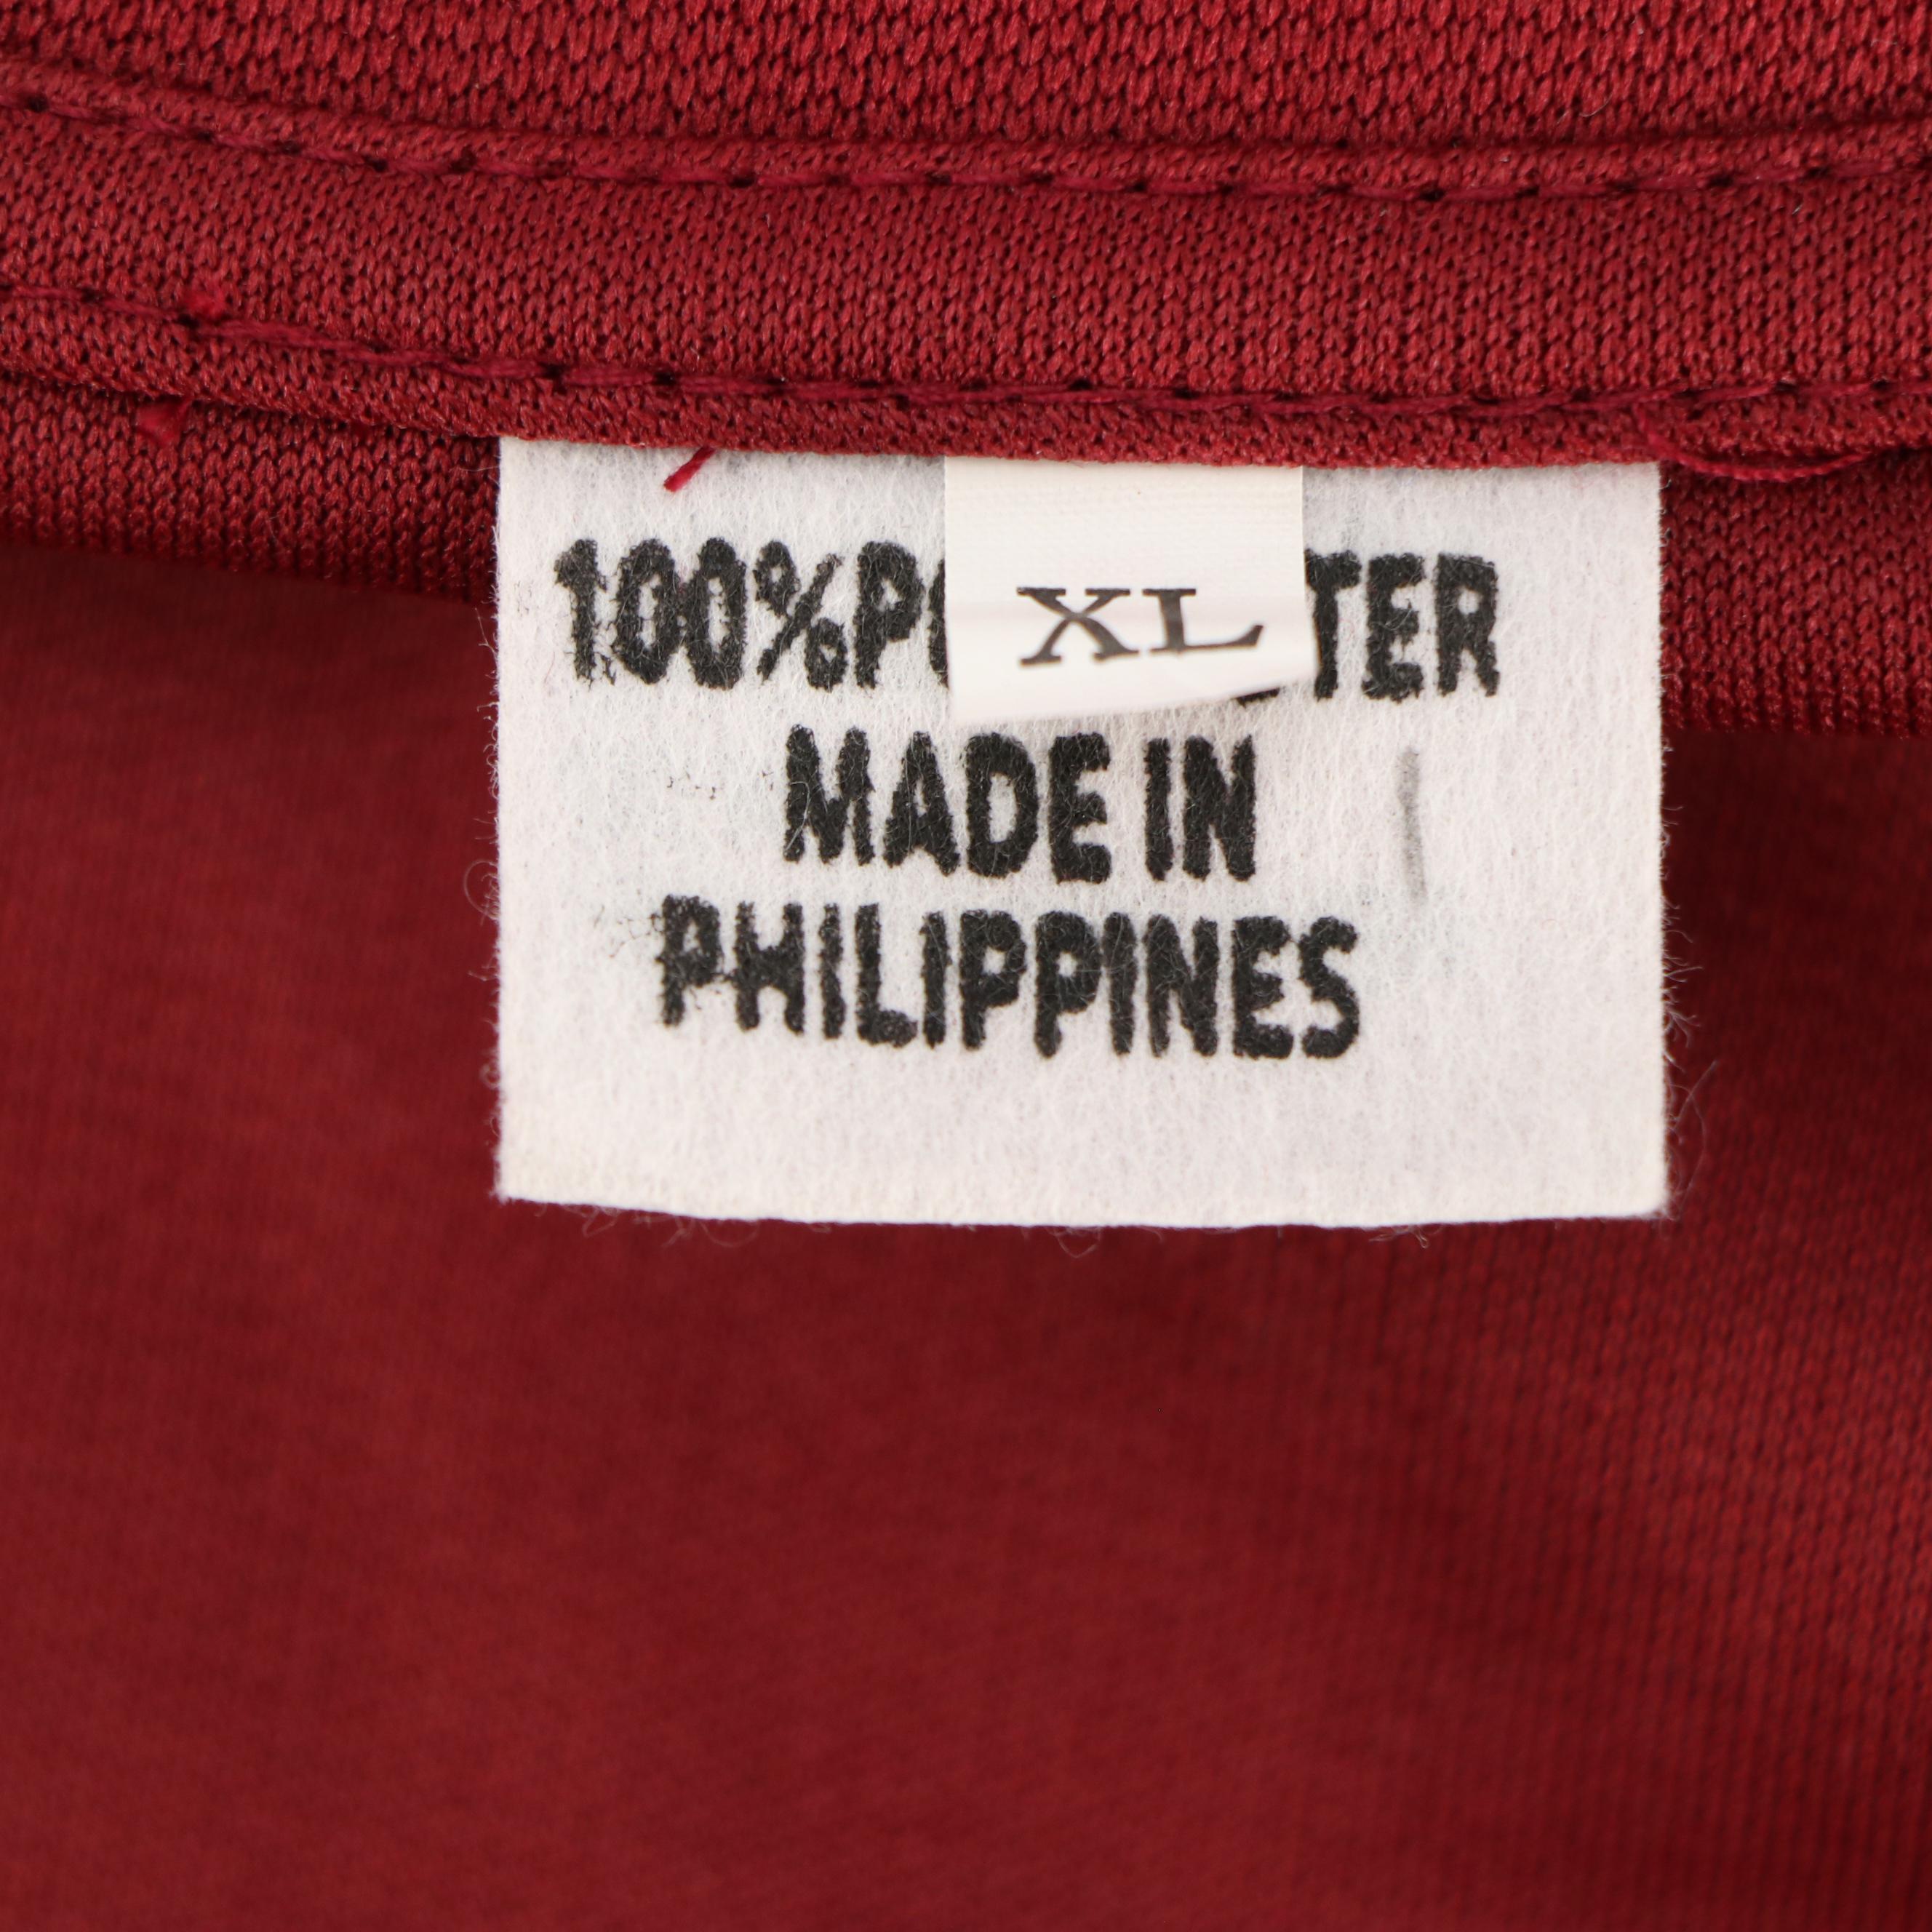 XL
100%PO TER
MADE IN
PHILIPPINES